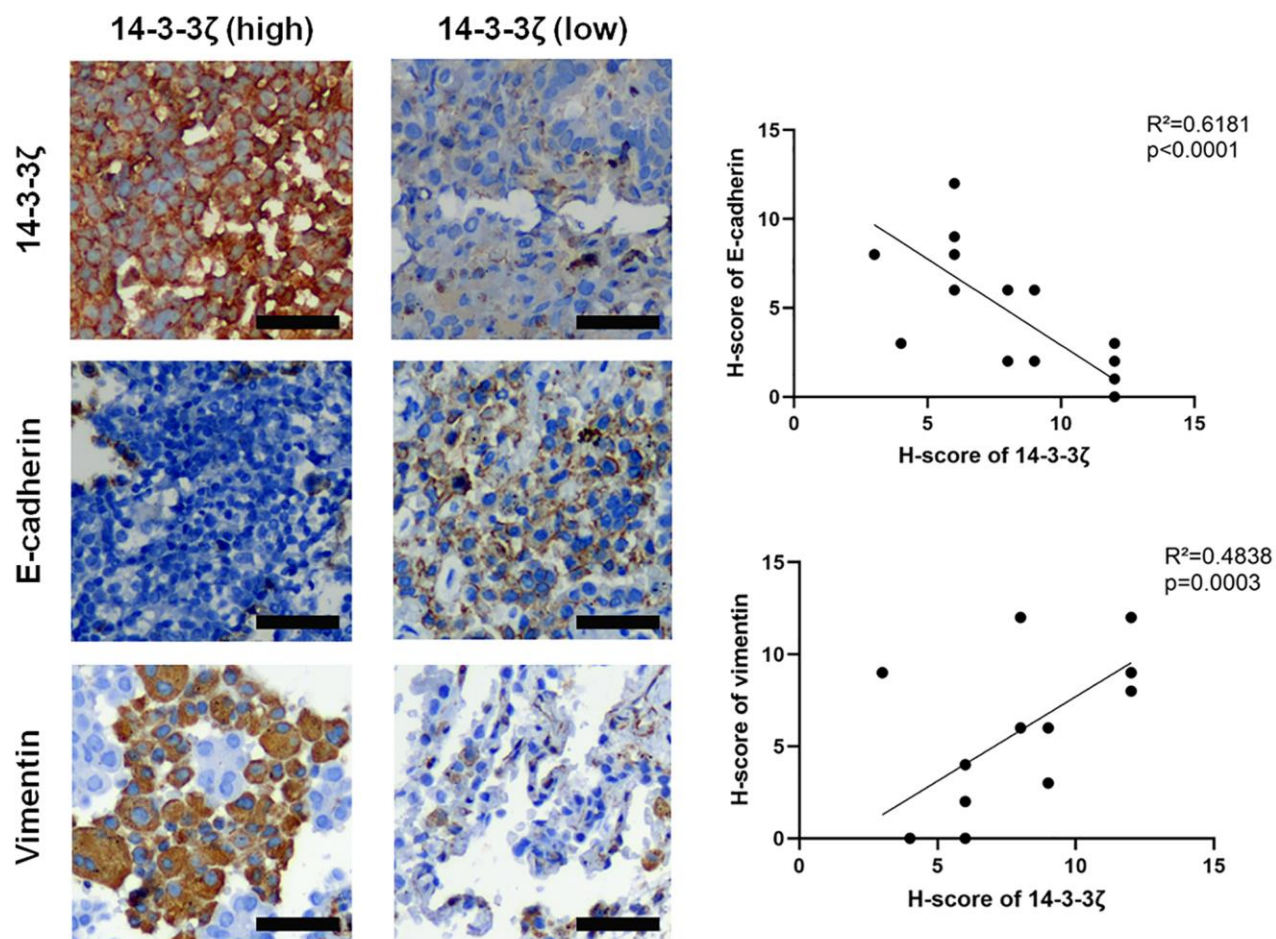 14-3-3ζ (high)
14-3-3ζ (low)
14-3-3ζ
E-cadherin
Vimentin
R²=0.6181
p<0.0001
H-score of E-cadherin
15
10
5
0
0 5 10 15
H-score of 14-3-3ζ
R²=0.4838
p=0.0003
H-score of vimentin
15
10
5
0
0 5 10 15
H-score of 14-3-3ζ